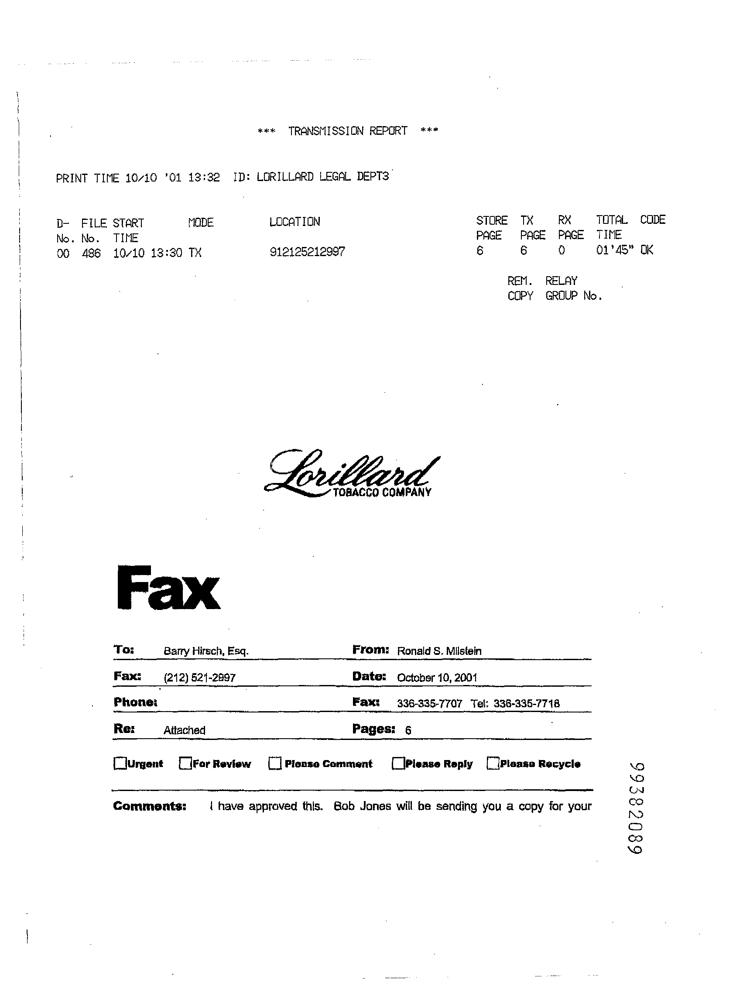 *** TRANSMISSION REPORT ***
PRINT TIME 10/10 '01 13:32 ID: LORILLARD LEGAL DEPT3
D- FILE START MODE LOCATION STORE TX RX TOTAL CODE
No. No. TIME PAGE PAGE PAGE TIME
00 486 10/10 13:30 TX 912125212997 6 6 0 01'45" OK
REM. RELAY
COPY GROUP No.
Lorillard
TOBACCO COMPANY
Fax
To: Barry Hirsch, Esq. From: Ronald S. Milstein
Fax: (212) 521-2997 Date: October 10, 2001
Phone: Fax: 336-335-7707 Tel: 336-335-7718
Re: Attached Pages: 6
Urgent For Review Please Comment Please Reply Please Recycle
Comments: I have approved this. Bob Jones will be sending you a copy for your
99382089